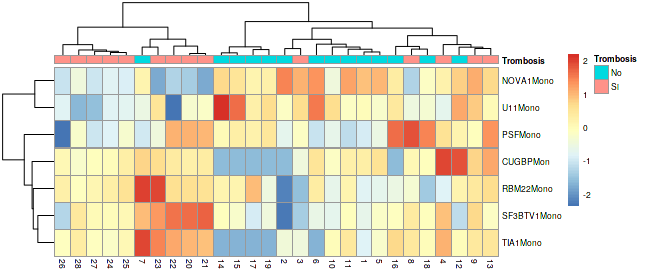 Trombosis
NOVA1Mono
U11Mono
PSFMono
CUGBPMon
RBM22Mono
SF3BTV1Mono
TIA1Mono
26 28 27 24 25 7 23 22 20 21 14 15 17 19 2 3 6 10 11 1 5 16 8 18 4 12 9 13
2
1
0
-1
-2
Trombosis
No
SI